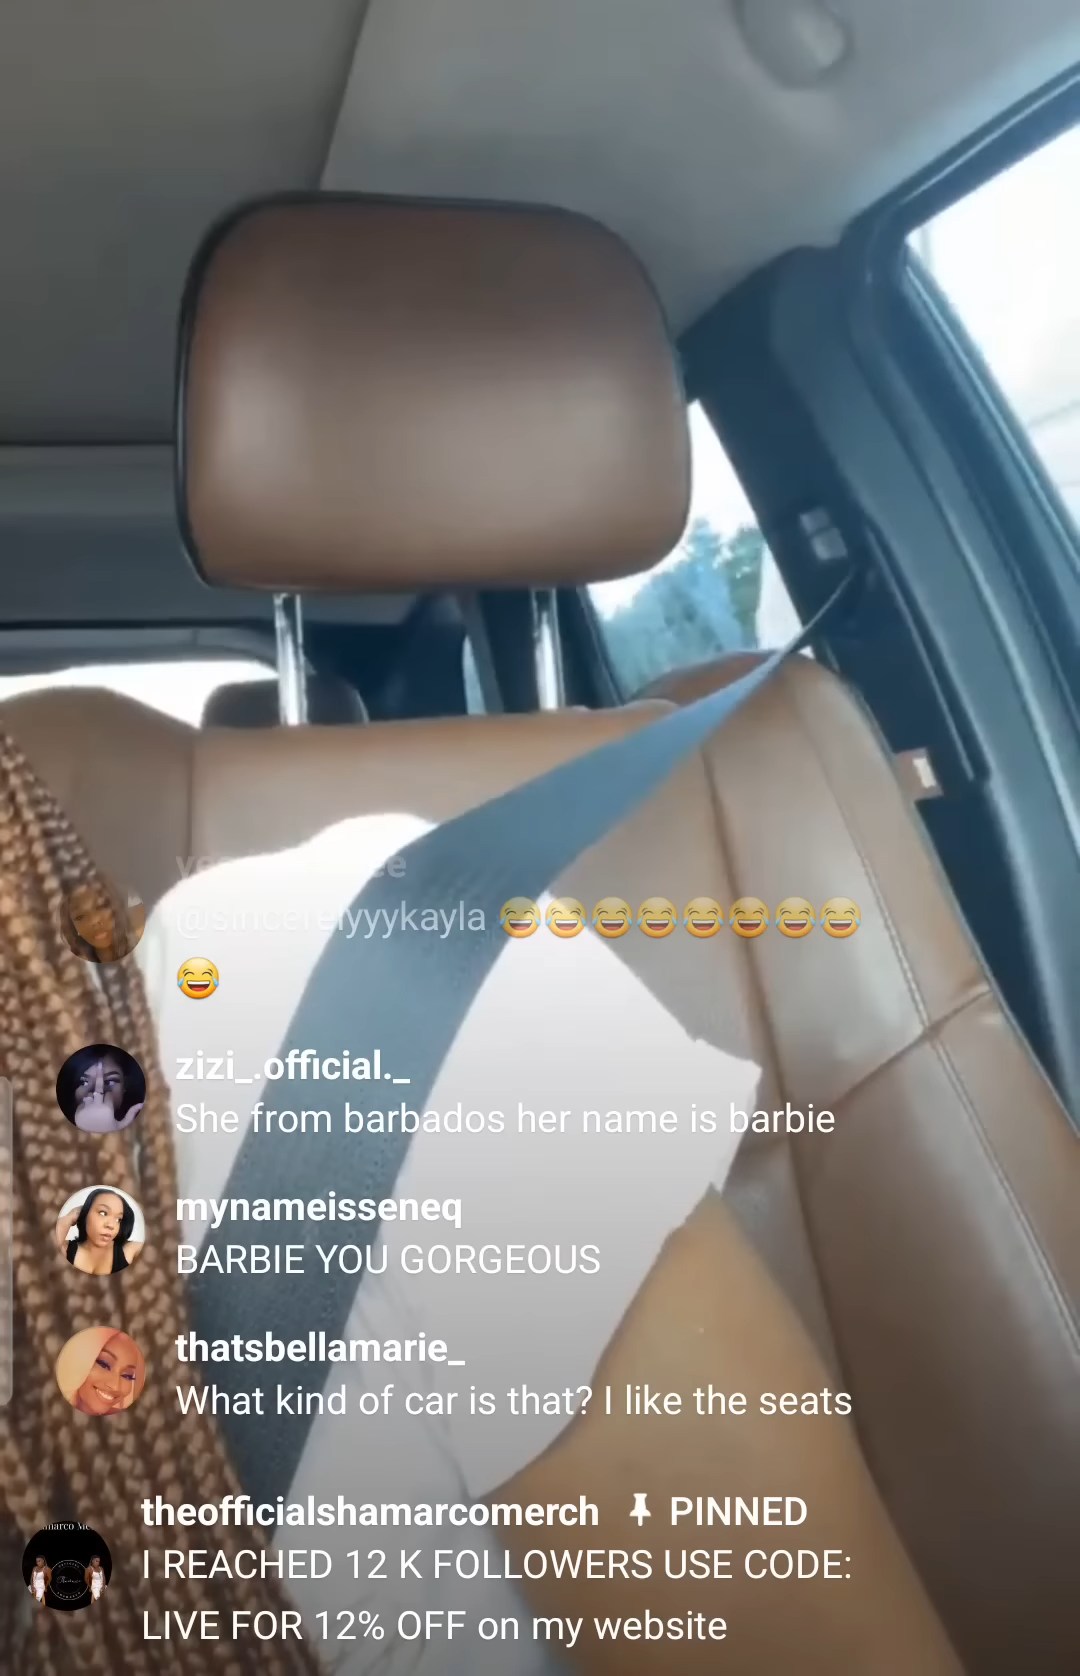 @sincerelyyykayla 😂😂😂😂😂😂😂😂
😂
zizi_.official._
She from barbados her name is barbie
mynameisseneq
BARBIE YOU GORGEOUS
thatsbellamarie_
What kind of car is that? I like the seats
theofficialshamarcomerch PINNED
I REACHED 12 K FOLLOWERS USE CODE:
LIVE FOR 12% OFF on my website